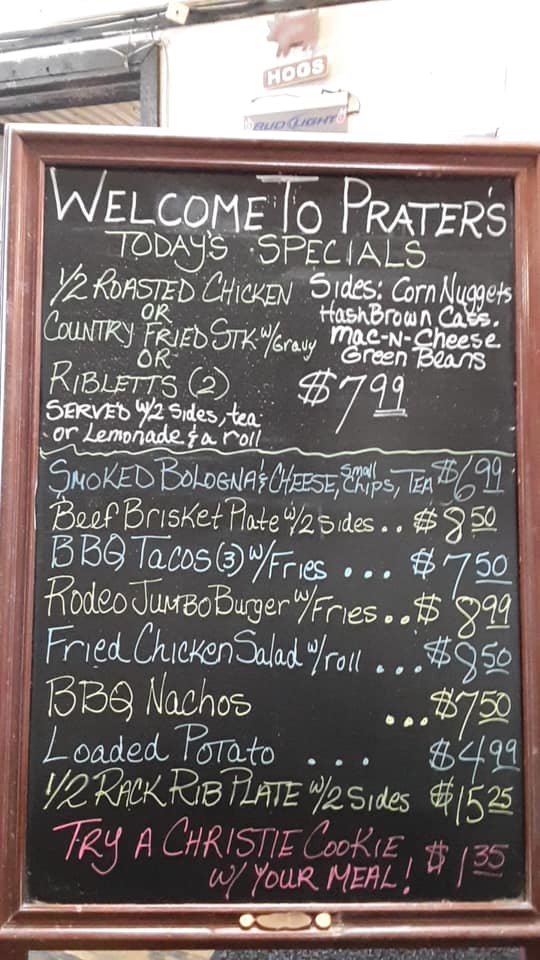 HOGS
BUD LIGHT
WELCOME TO PRATER'S
TODAY'S SPECIALS
1/2 ROASTED CHICKEN
OR
COUNTRY FRIED STK w/Gravy
OR
RIBLETTS (2)
SERVED w/2 Sides, tea
or Lemonade & a roll
Sides: Corn Nuggets
HashBrown Cass.
Mac-N-Cheese
Green Beans
$7.99
SMOKED BOLOGNA & CHEESE, Small Chips, TEA $6.99
Beef Brisket Plate w/2 Sides.. $8.50
BBQ Tacos (3) w/Fries ... $7.50
Rodeo Jumbo Burger w/Fries.. $8.99
Fried Chicken Salad w/roll ... $8.50
BBQ Nachos ... $7.50
Loaded Potato .... $4.99
1/2 RACK RIB PLATE w/2 Sides $15.25
TRY A CHRISTIE COOKIE
w/ YOUR MEAL! $1.35